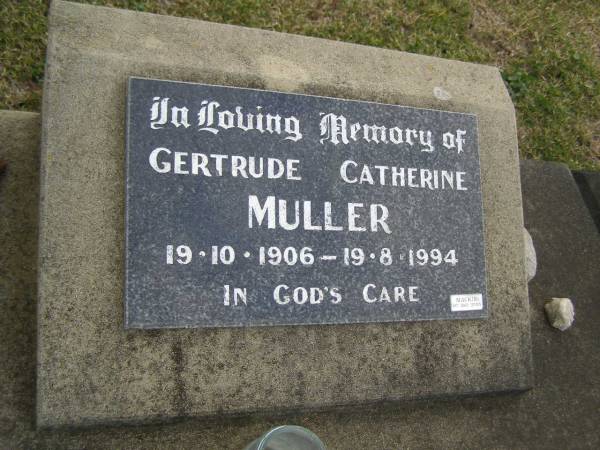 In Loving Memory of
GERTRUDE CATHERINE
MULLER
19·10·1906 – 19·8·1994
IN GOD'S CARE